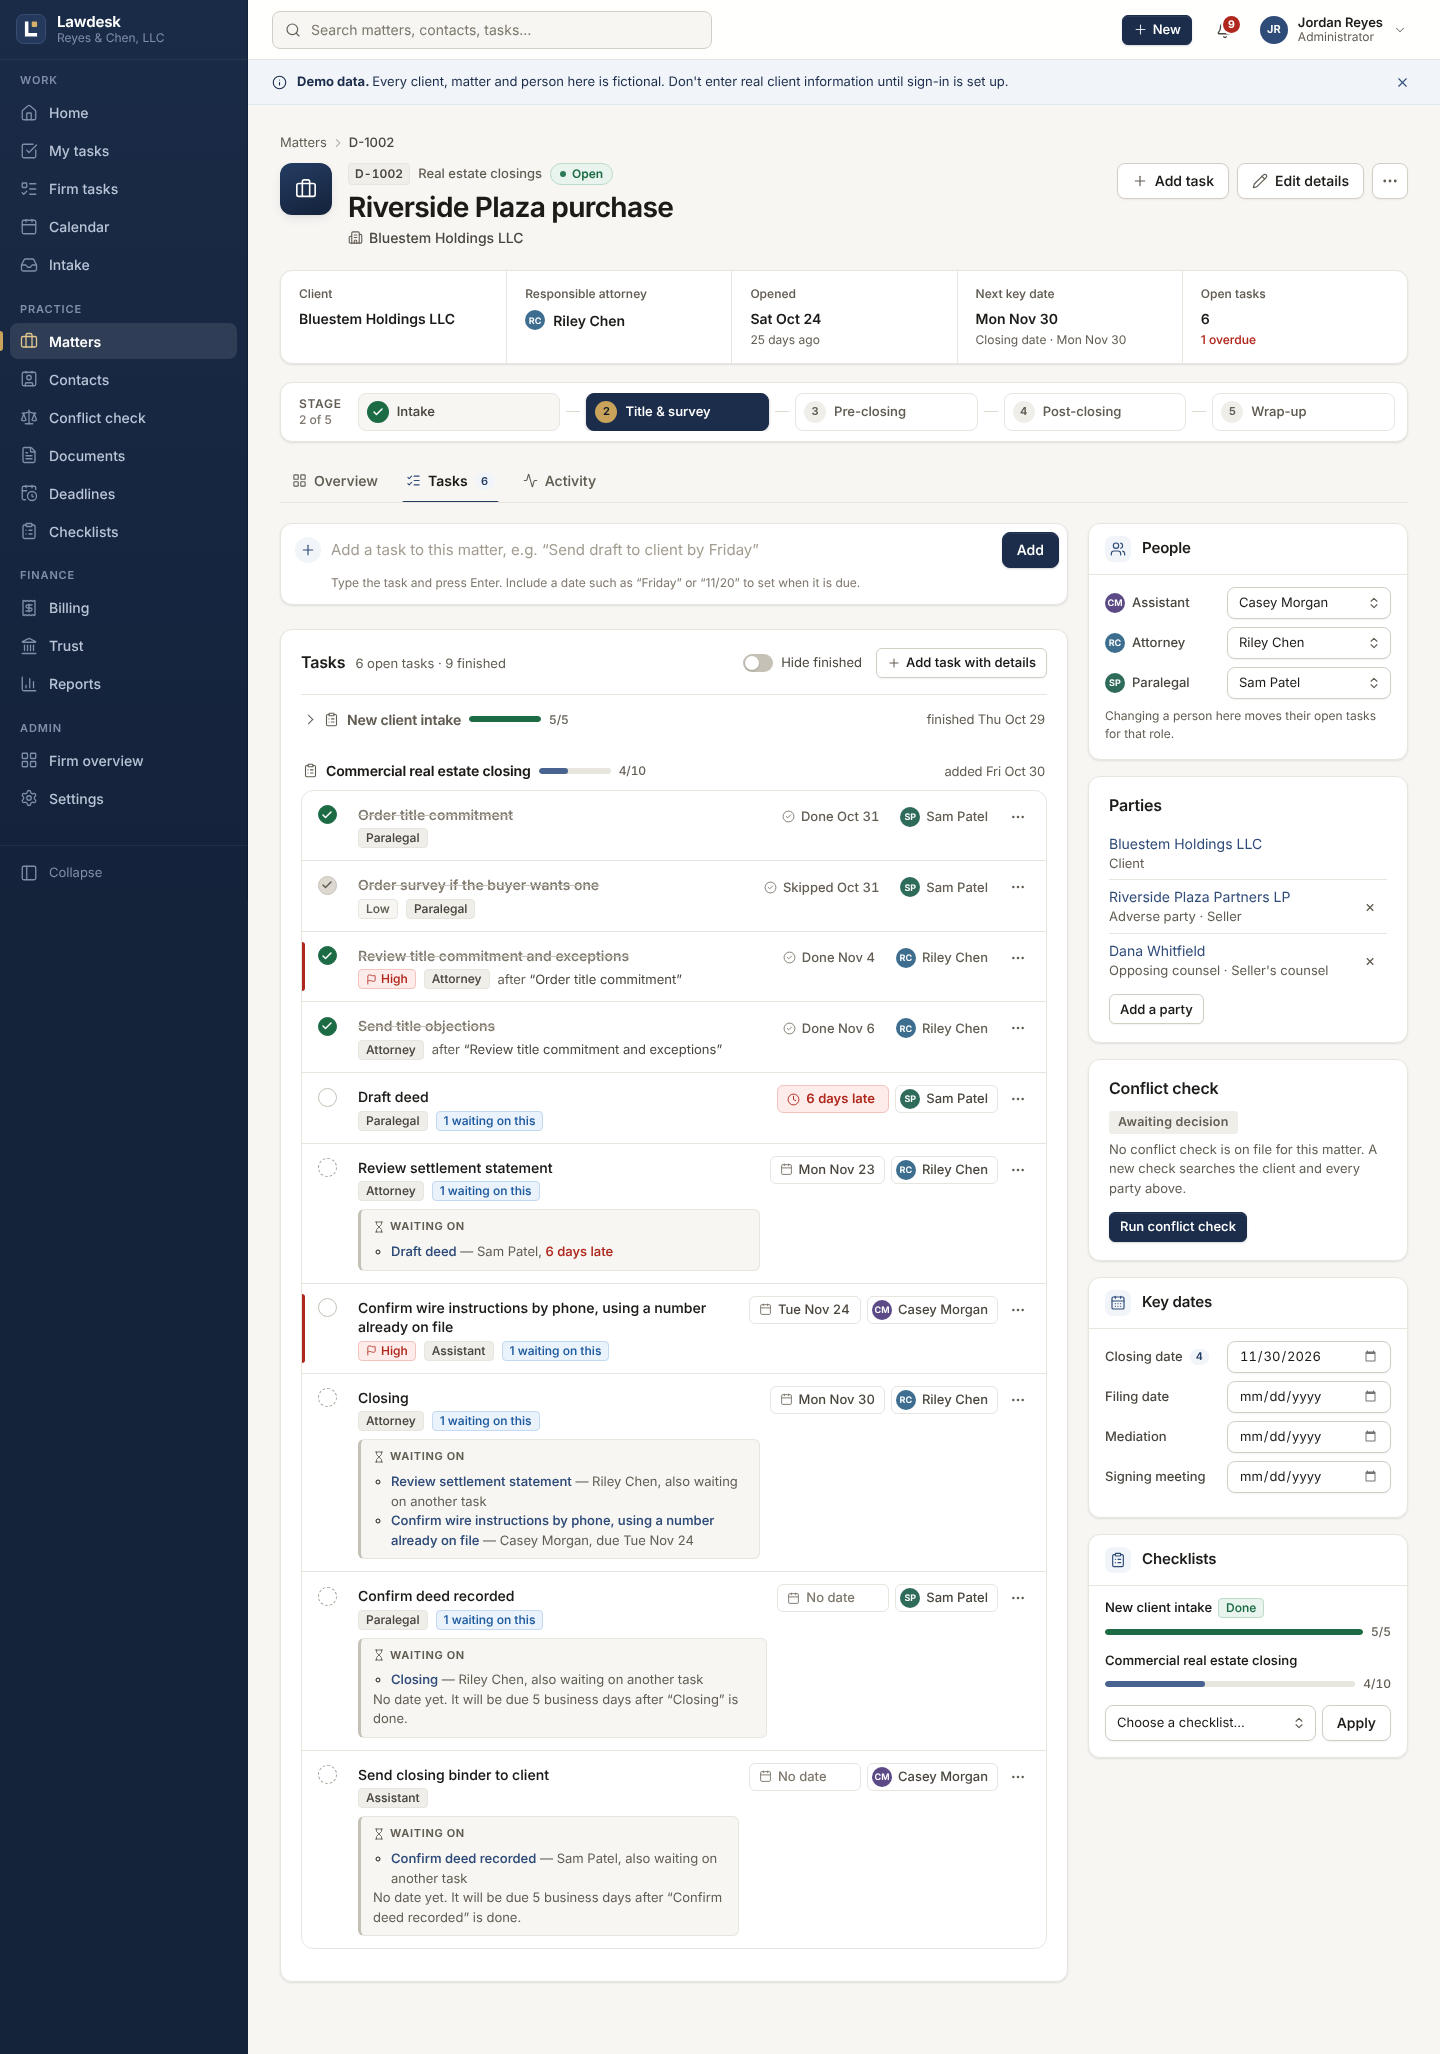 Lawdesk
Reyes & Chen, LLC
WORK
Home
My tasks
Firm tasks
Calendar
Intake
PRACTICE
Matters
Contacts
Conflict check
Documents
Deadlines
Checklists
FINANCE
Billing
Trust
Reports
ADMIN
Firm overview
Settings
Collapse
Search matters, contacts, tasks...
New
9
JR
Jordan Reyes
Administrator
Demo data. Every client, matter and person here is fictional. Don't enter real client information until sign-in is set up.
Matters D-1002
D-1002 Real estate closings Open
Riverside Plaza purchase
Bluestem Holdings LLC
Add task
Edit details
Client
Bluestem Holdings LLC
Responsible attorney
RC Riley Chen
Opened
Sat Oct 24
25 days ago
Next key date
Mon Nov 30
Closing date · Mon Nov 30
Open tasks
6
1 overdue
STAGE
2 of 5
Intake
2 Title & survey
3 Pre-closing
4 Post-closing
5 Wrap-up
Overview
Tasks 6
Activity
Add a task to this matter, e.g. “Send draft to client by Friday”
Add
Type the task and press Enter. Include a date such as “Friday” or “11/20” to set when it is due.
Tasks 6 open tasks · 9 finished
Hide finished
Add task with details
New client intake 5/5 finished Thu Oct 29
Commercial real estate closing 4/10 added Fri Oct 30
Order title commitment Done Oct 31 SP Sam Patel
Paralegal
Order survey if the buyer wants one Skipped Oct 31 SP Sam Patel
Low Paralegal
Review title commitment and exceptions Done Nov 4 RC Riley Chen
High Attorney after “Order title commitment”
Send title objections Done Nov 6 RC Riley Chen
Attorney after “Review title commitment and exceptions”
Draft deed 6 days late SP Sam Patel
Paralegal 1 waiting on this
Review settlement statement Mon Nov 23 RC Riley Chen
Attorney 1 waiting on this
WAITING ON
Draft deed — Sam Patel, 6 days late
Confirm wire instructions by phone, using a number Tue Nov 24 CM Casey Morgan
already on file
High Assistant 1 waiting on this
Closing Mon Nov 30 RC Riley Chen
Attorney 1 waiting on this
WAITING ON
Review settlement statement — Riley Chen, also waiting
on another task
Confirm wire instructions by phone, using a number
already on file — Casey Morgan, due Tue Nov 24
Confirm deed recorded No date SP Sam Patel
Paralegal 1 waiting on this
WAITING ON
Closing — Riley Chen, also waiting on another task
No date yet. It will be due 5 business days after “Closing” is
done.
Send closing binder to client No date CM Casey Morgan
Assistant
WAITING ON
Confirm deed recorded — Sam Patel, also waiting on
another task
No date yet. It will be due 5 business days after “Confirm
deed recorded” is done.
People
CM Assistant Casey Morgan
RC Attorney Riley Chen
SP Paralegal Sam Patel
Changing a person here moves their open tasks
for that role.
Parties
Bluestem Holdings LLC
Client
Riverside Plaza Partners LP
Adverse party · Seller
Dana Whitfield
Opposing counsel · Seller's counsel
Add a party
Conflict check
Awaiting decision
No conflict check is on file for this matter. A
new check searches the client and every
party above.
Run conflict check
Key dates
Closing date 4 11/30/2026
Filing date mm/dd/yyyy
Mediation mm/dd/yyyy
Signing meeting mm/dd/yyyy
Checklists
New client intake Done
5/5
Commercial real estate closing
4/10
Choose a checklist... Apply